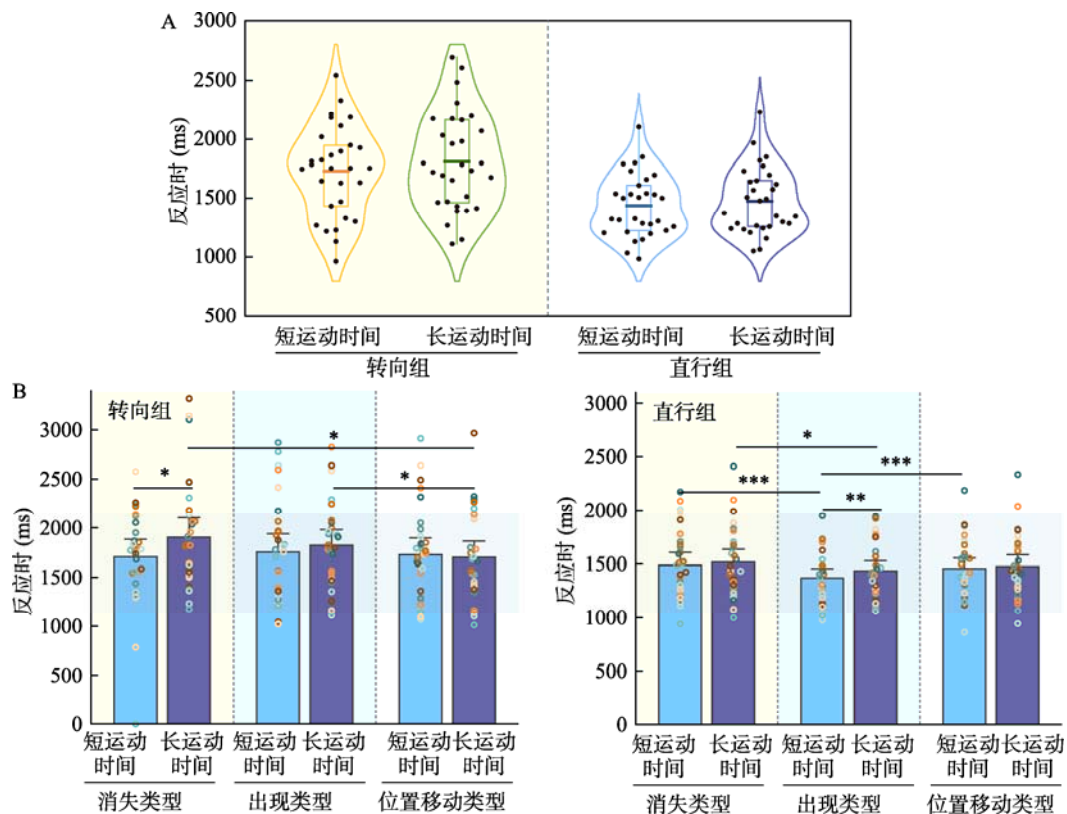 A
3000
2500
2000
1500
1000
500
反应时 (ms)
短运动时间
长运动时间
短运动时间
长运动时间
转向组
直行组
B
转向组
3000
2500
2000
1500
1000
500
0
反应时 (ms)
*
*
*
短运动
时间
长运动
时间
短运动
时间
长运动
时间
短运动
时间
长运动
时间
消失类型
出现类型
位置移动类型
直行组
3000
2500
2000
1500
1000
500
0
反应时 (ms)
*
***
***
**
短运动
时间
长运动
时间
短运动
时间
长运动
时间
短运动
时间
长运动
时间
消失类型
出现类型
位置移动类型